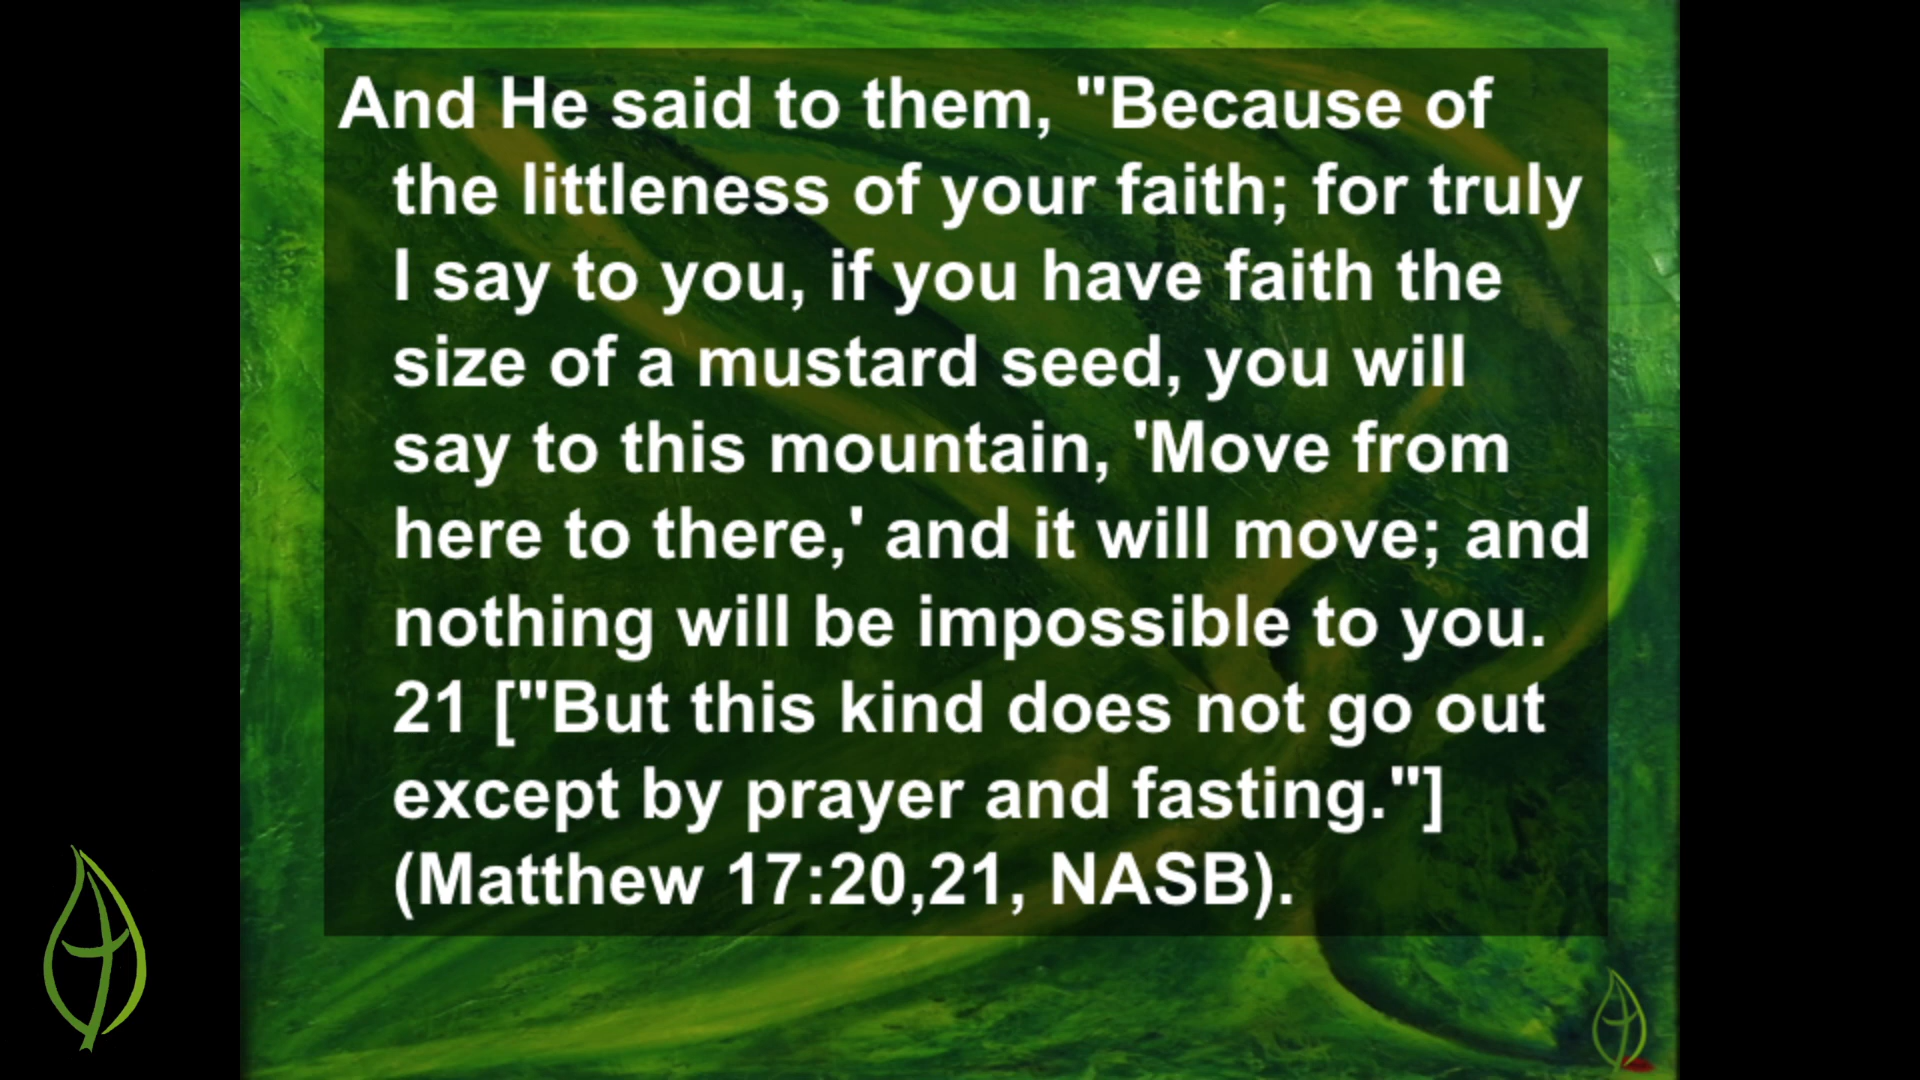 And He said to them, "Because of
the littleness of your faith; for truly
I say to you, if you have faith the
size of a mustard seed, you will
say to this mountain, 'Move from
here to there,' and it will move; and
nothing will be impossible to you.
21 ["But this kind does not go out
except by prayer and fasting."]
(Matthew 17:20,21, NASB).